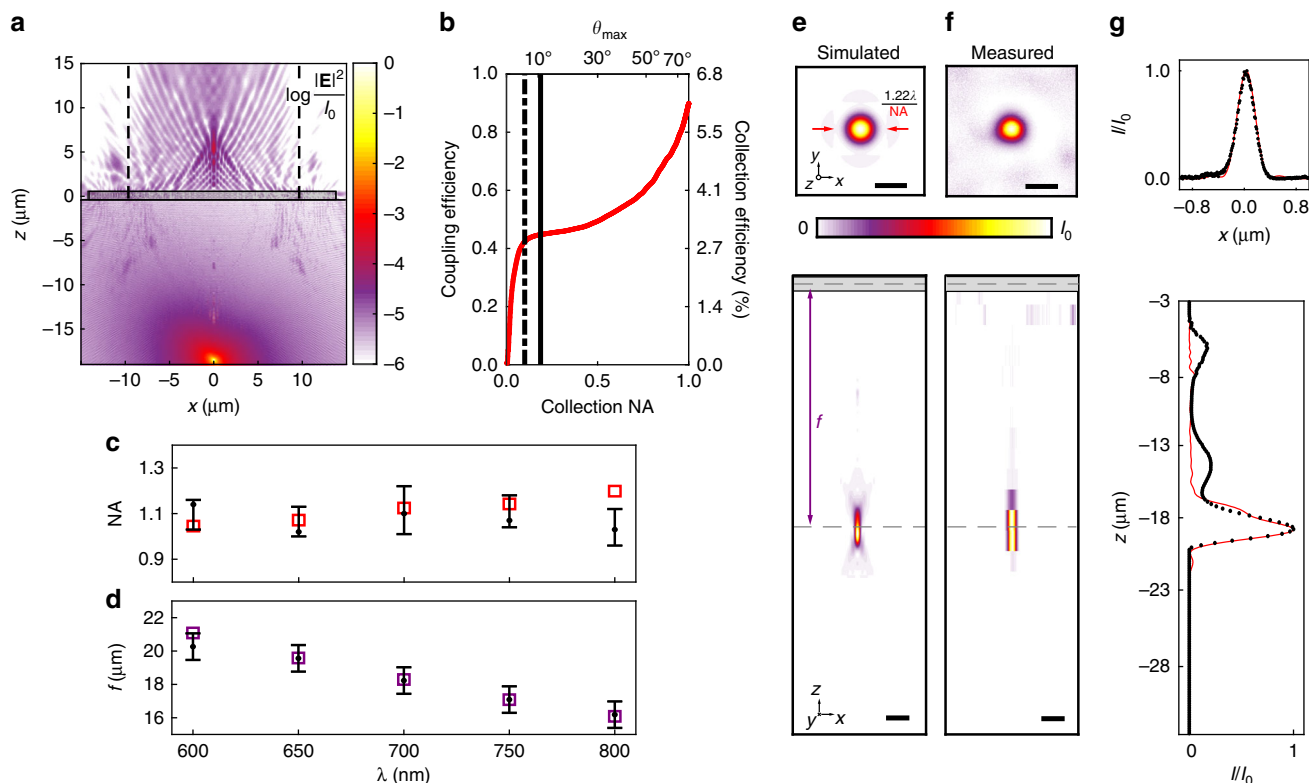 a
15
10
5
0
−5
−10
−15
z (μm)
−10 −5 0 5 10
x (μm)
log |E|² / I0
0
−1
−2
−3
−4
−5
−6
b
θmax
10° 30° 50° 70°
1.0
0.8
0.6
0.4
0.2
0.0
Coupling efficiency
6.8
5.5
4.1
2.7
1.4
0.0
Collection efficiency (%)
0.0 0.5 1.0
Collection NA
c
1.3
1.1
0.9
NA
d
22
20
18
16
f (μm)
600 650 700 750 800
λ (nm)
e
Simulated
1.22λ
NA
y
z x
f
Measured
0 I0
f
z
y x
g
1.0
0.0
I/I0
−1.0 0.0 0.8
x (μm)
−3
−8
−13
−18
−23
−28
z (μm)
0 1
I/I0